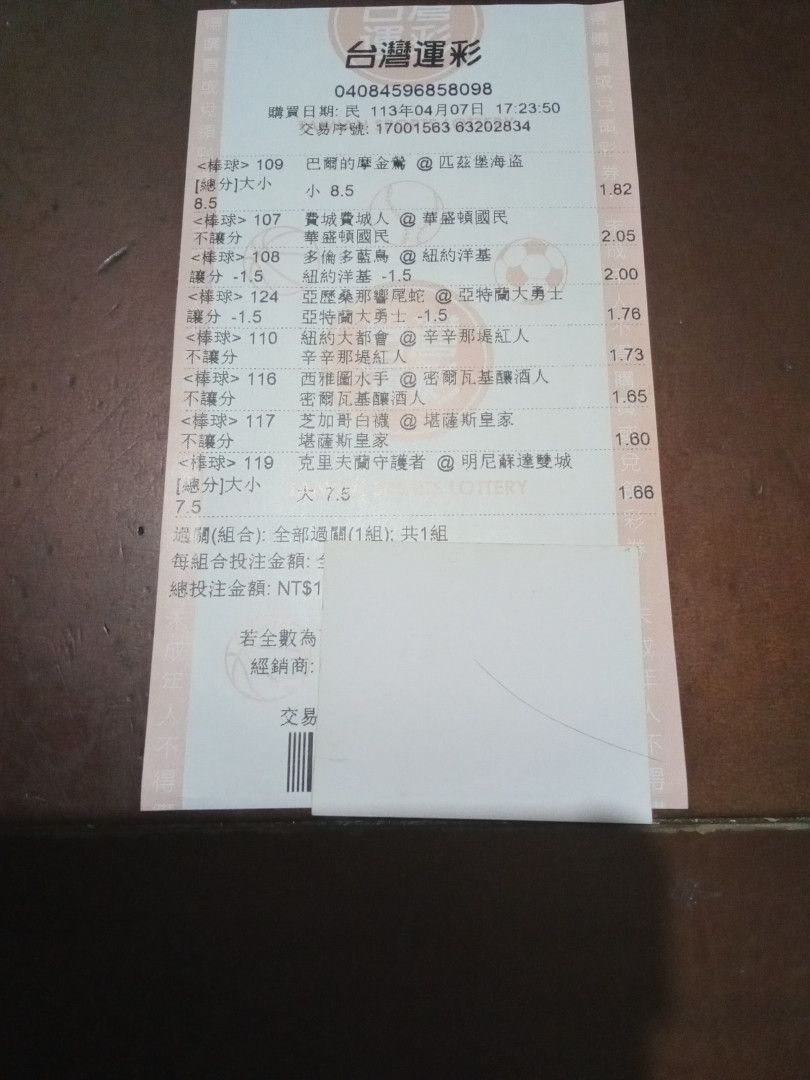 台灣運彩
04084596858098
購買日期: 民 113年04月07日 17:23:50
交易序號: 17001563 63202834
<棒球> 109 巴爾的摩金鶯 @ 匹茲堡海盜
[總分]大小 小 8.5 1.82
8.5
<棒球> 107 費城費城人 @ 華盛頓國民
不讓分 華盛頓國民 2.05
<棒球> 108 多倫多藍鳥 @ 紐約洋基
讓分 -1.5 紐約洋基 -1.5 2.00
<棒球> 124 亞歷桑那響尾蛇 @ 亞特蘭大勇士
讓分 -1.5 亞特蘭大勇士 -1.5 1.76
<棒球> 110 紐約大都會 @ 辛辛那堤紅人
不讓分 辛辛那堤紅人 1.73
<棒球> 116 西雅圖水手 @ 密爾瓦基釀酒人
不讓分 密爾瓦基釀酒人 1.65
<棒球> 117 芝加哥白襪 @ 堪薩斯皇家
不讓分 堪薩斯皇家 1.60
<棒球> 119 克里夫蘭守護者 @ 明尼蘇達雙城
[總分]大小 大 7.5 1.66
7.5
過關(組合): 全部過關(1組); 共1組
每組合投注金額:
總投注金額: NT$1
若全數為
經銷商:
交易